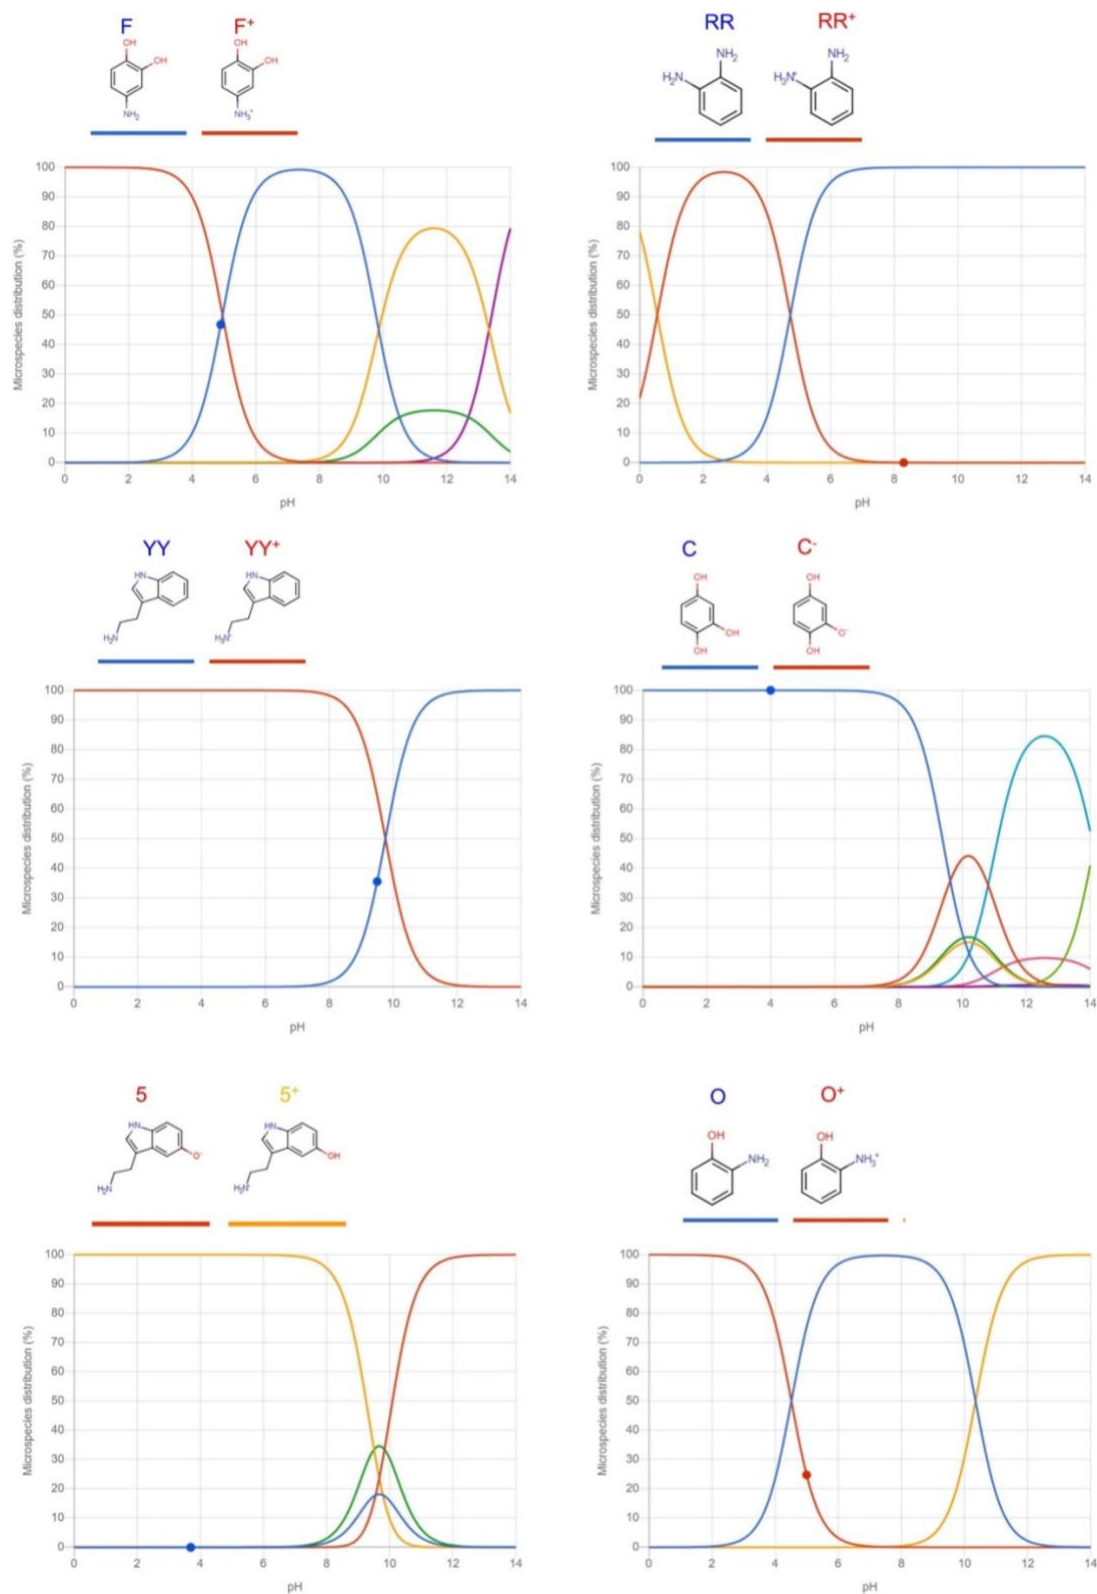 F F⁺
OH OH
OH OH
NH₂ NH₃⁺
Microspecies distribution (%)
100
90
80
70
60
50
40
30
20
10
0
0 2 4 6 8 10 12 14
pH
RR RR⁺
NH₂ NH₂
H₂N H₃N⁺
Microspecies distribution (%)
100
90
80
70
60
50
40
30
20
10
0
0 2 4 6 8 10 12 14
pH
YY YY⁺
HN HN
H₂N H₃N⁺
Microspecies distribution (%)
100
90
80
70
60
50
40
30
20
10
0
0 2 4 6 8 10 12 14
pH
C C⁻
OH OH
OH O⁻
OH OH
Microspecies distribution (%)
100
90
80
70
60
50
40
30
20
10
0
0 2 4 6 8 10 12 14
pH
5 5⁺
HN HN
O⁻ OH
H₂N H₃N⁺
Microspecies distribution (%)
100
90
80
70
60
50
40
30
20
10
0
0 2 4 6 8 10 12 14
pH
O O⁺
OH OH
NH₂ NH₃⁺
Microspecies distribution (%)
100
90
80
70
60
50
40
30
20
10
0
0 2 4 6 8 10 12 14
pH